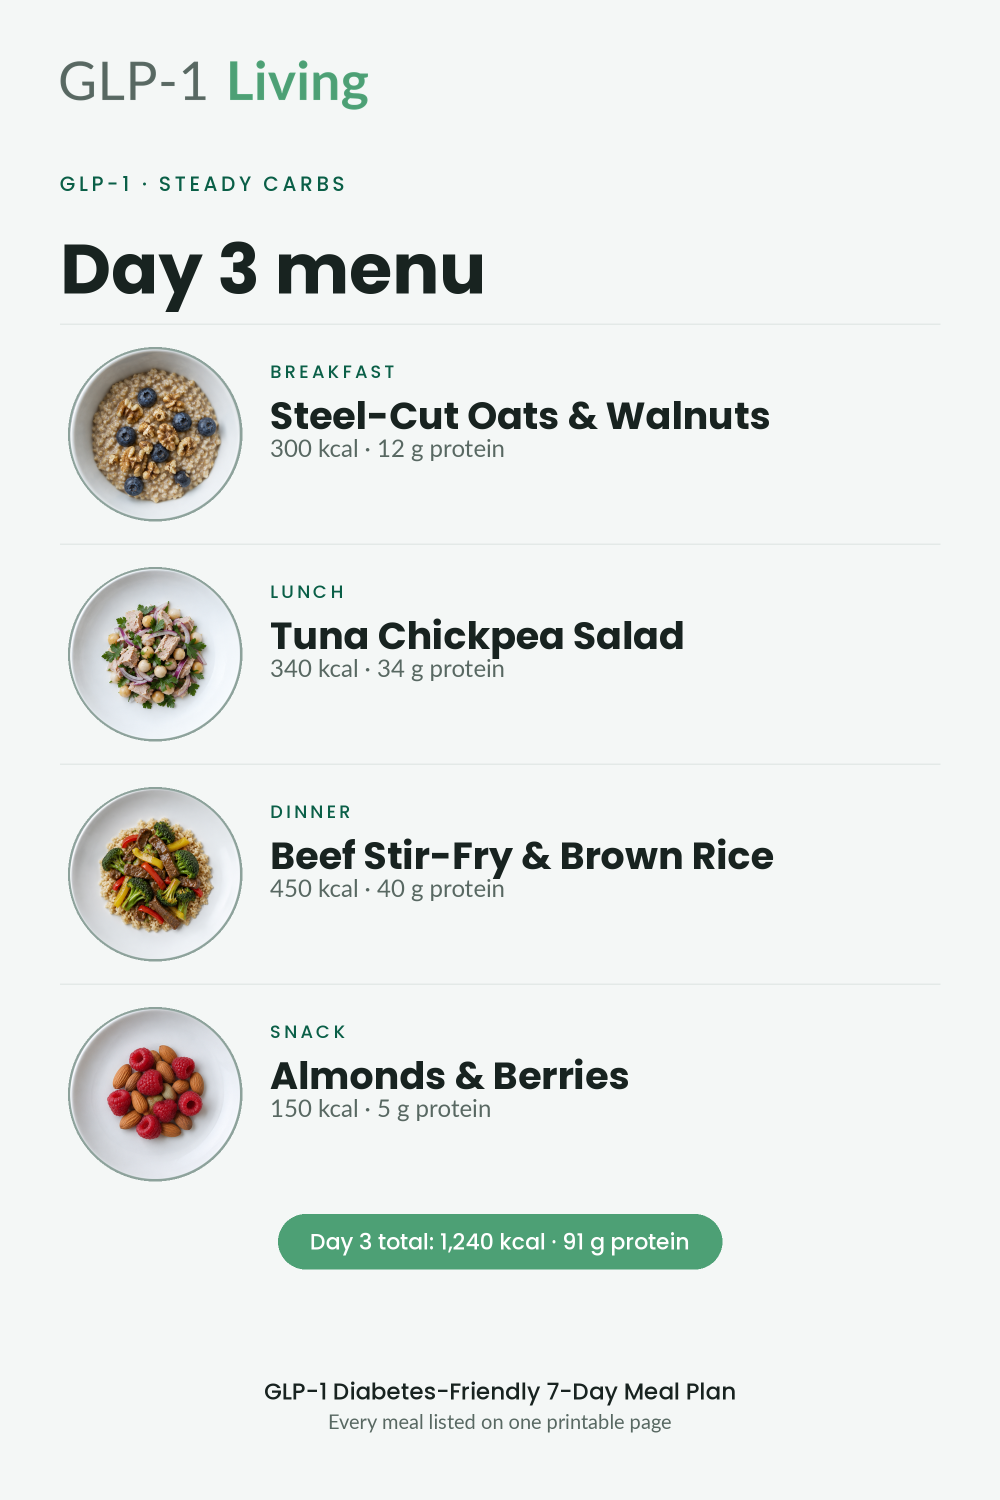 GLP-1 Living
GLP-1 · STEADY CARBS
Day 3 menu
BREAKFAST
Steel-Cut Oats & Walnuts
300 kcal · 12 g protein
LUNCH
Tuna Chickpea Salad
340 kcal · 34 g protein
DINNER
Beef Stir-Fry & Brown Rice
450 kcal · 40 g protein
SNACK
Almonds & Berries
150 kcal · 5 g protein
Day 3 total: 1,240 kcal · 91 g protein
GLP-1 Diabetes-Friendly 7-Day Meal Plan
Every meal listed on one printable page